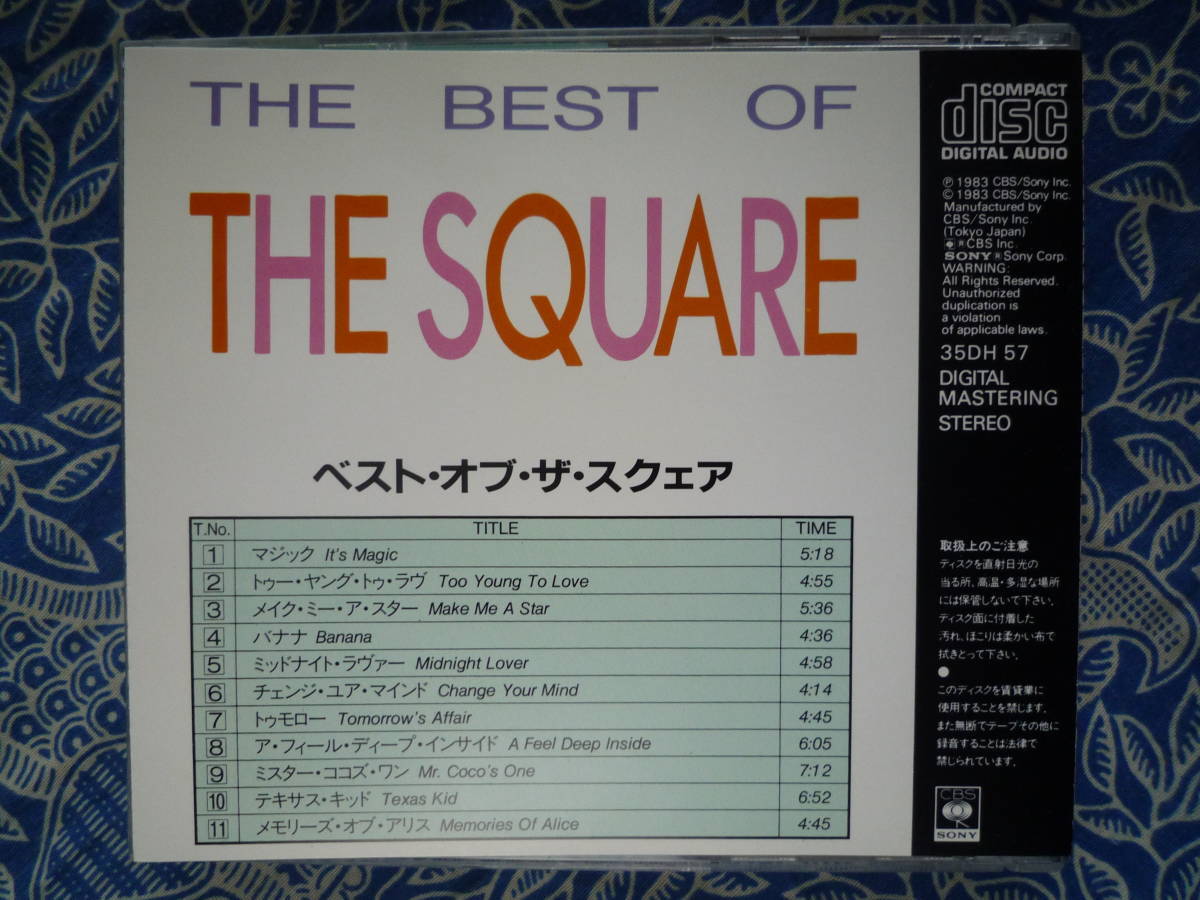 THE BEST OF
THE SQUARE
ベスト・オブ・ザ・スクェア
T.No. TITLE TIME
1 マジック It's Magic 5:18
2 トゥー・ヤング・トゥ・ラヴ Too Young To Love 4:55
3 メイク・ミー・ア・スター Make Me A Star 5:36
4 バナナ Banana 4:36
5 ミッドナイト・ラヴァー Midnight Lover 4:58
6 チェンジ・ユア・マインド Change Your Mind 4:14
7 トゥモロー Tomorrow's Affair 4:45
8 ア・フィール・ディープ・インサイド A Feel Deep Inside 6:05
9 ミスター・ココズ・ワン Mr. Coco's One 7:12
10 テキサス・キッド Texas Kid 6:52
11 メモリーズ・オブ・アリス Memories Of Alice 4:45
COMPACT
disc
DIGITAL AUDIO
℗ 1983 CBS/Sony Inc.
© 1983 CBS/Sony Inc.
Manufactured by
CBS/Sony Inc.
(Tokyo Japan)
® CBS Inc.
SONY ® Sony Corp.
WARNING:
All Rights Reserved.
Unauthorized
duplication is
a violation
of applicable laws.
35DH 57
DIGITAL
MASTERING
STEREO
取扱上のご注意
ディスクを直射日光の
当る所、高温・多湿な場所
には保管しないで下さい。
ディスク面に付着した
汚れ、ほこりは柔かい布で
拭きとって下さい。
●
このディスクを賃貸業に
使用することを禁じます。
また無断でテープその他に
録音することは法律で
禁じられています。
CBS
SONY